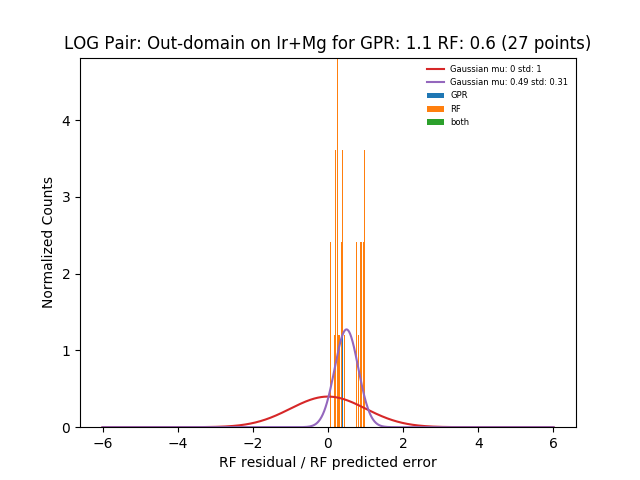 LOG Pair: Out-domain on Ir+Mg for GPR: 1.1 RF: 0.6 (27 points)
Gaussian mu: 0 std: 1
Gaussian mu: 0.49 std: 0.31
GPR
RF
both
Normalized Counts
4
3
2
1
0
−6
−4
−2
0
2
4
6
RF residual / RF predicted error